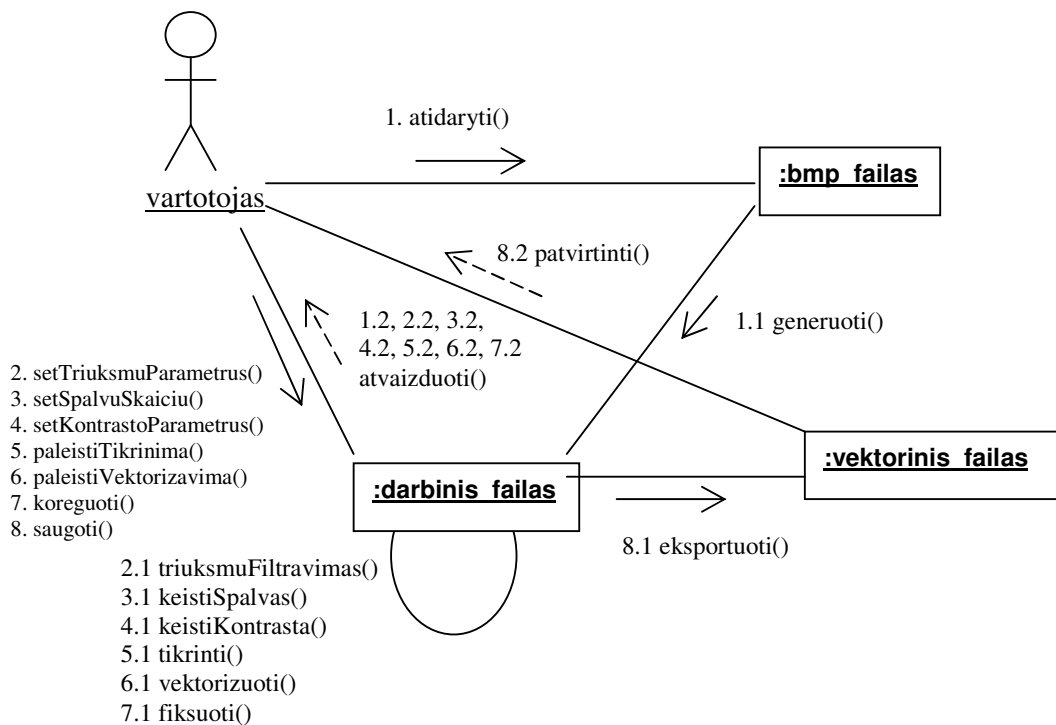 1. atidaryti()
:bmp_failas
vartotojas
8.2 patvirtinti()
1.2, 2.2, 3.2,
4.2, 5.2, 6.2, 7.2
atvaizduoti()
1.1 generuoti()
2. setTriuksmuParametrus()
3. setSpalvuSkaiciu()
4. setKontrastoParametrus()
5. paleistiTikrinima()
6. paleistiVektorizavima()
7. koreguoti()
8. saugoti()
:vektorinis_failas
:darbinis_failas
8.1 eksportuoti()
2.1 triuksmuFiltravimas()
3.1 keistiSpalvas()
4.1 keistiKontrasta()
5.1 tikrinti()
6.1 vektorizuoti()
7.1 fiksuoti()